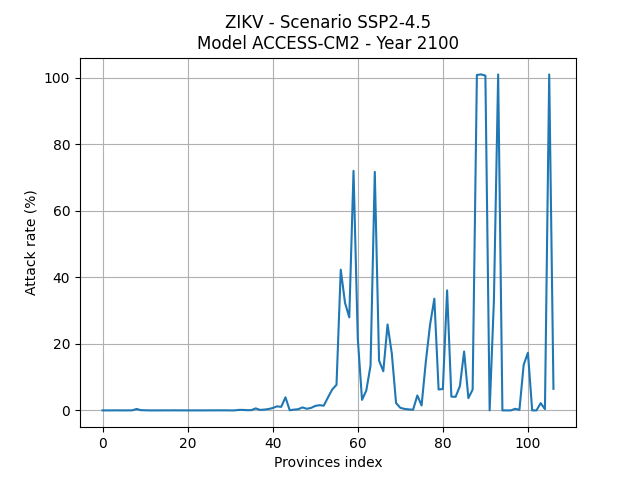 ZIKV - Scenario SSP2-4.5
Model ACCESS-CM2 - Year 2100
100
80
60
40
20
0
Attack rate (%)
0 20 40 60 80 100
Provinces index